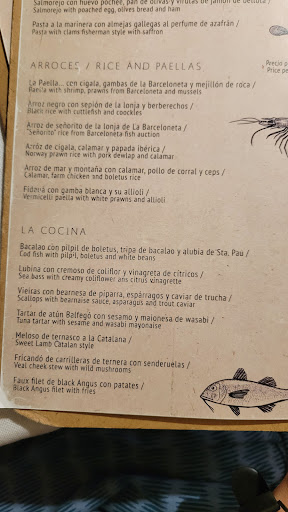 Salmorejo con huevo poché, pan de olivas y virutas de jamón de bellota /
Salmorejo with poached egg, olives bread and ham
Pasta a la marinera con almejas gallegas al perfume de azafrán /
Pasta with clams fisherman style with saffron
ARROCES / RICE AND PAELLAS
Precio p
Price pe
La Paella... con cigala, gambas de la Barceloneta y mejillón de roca /
Paella with shrimp, prawns from Barceloneta and mussels
Arroz negro con sepión de la lonja y berberechos /
Black rice with cuttlefish and coockles
Arroz de señorito de la lonja de La Barceloneta /
"Señorito" rice from Barceloneta fish auction
Arróz de cigala, calamar y papada ibérica /
Norway prawn rice with pork dewlap and calamar
Arroz de mar y montaña con calamar, pollo de corral y ceps /
Calamar, farm chicken and boletus rice
Fideuá con gamba blanca y su allioli /
Vermicelli paella with white prawns and allioli
LA COCINA
Bacalao con pilpil de boletus, tripa de bacalao y alubia de Sta. Pau /
Cod fish with pilpil, boletus and white beans
Lubina con cremoso de coliflor y vinagreta de cítricos /
Sea bass with creamy coliflower ans citrus vinaigrette
Vieiras con bearnesa de piparra, espárragos y caviar de trucha /
Scallops with bearnaise sauce, asparagus and trout caviar
Tartar de atún Balfegó con sesamo y maionesa de wasabi /
Tuna tartar with sesame and wasabi mayonaise
Meloso de ternasco a la Catalana /
Sweet Lamb Catalan style
Fricandó de carrilleras de ternera con senderuelas /
Veal cheek stew with wild mushrooms
Faux filet de black Angus con patates /
Black Angus filet with fries